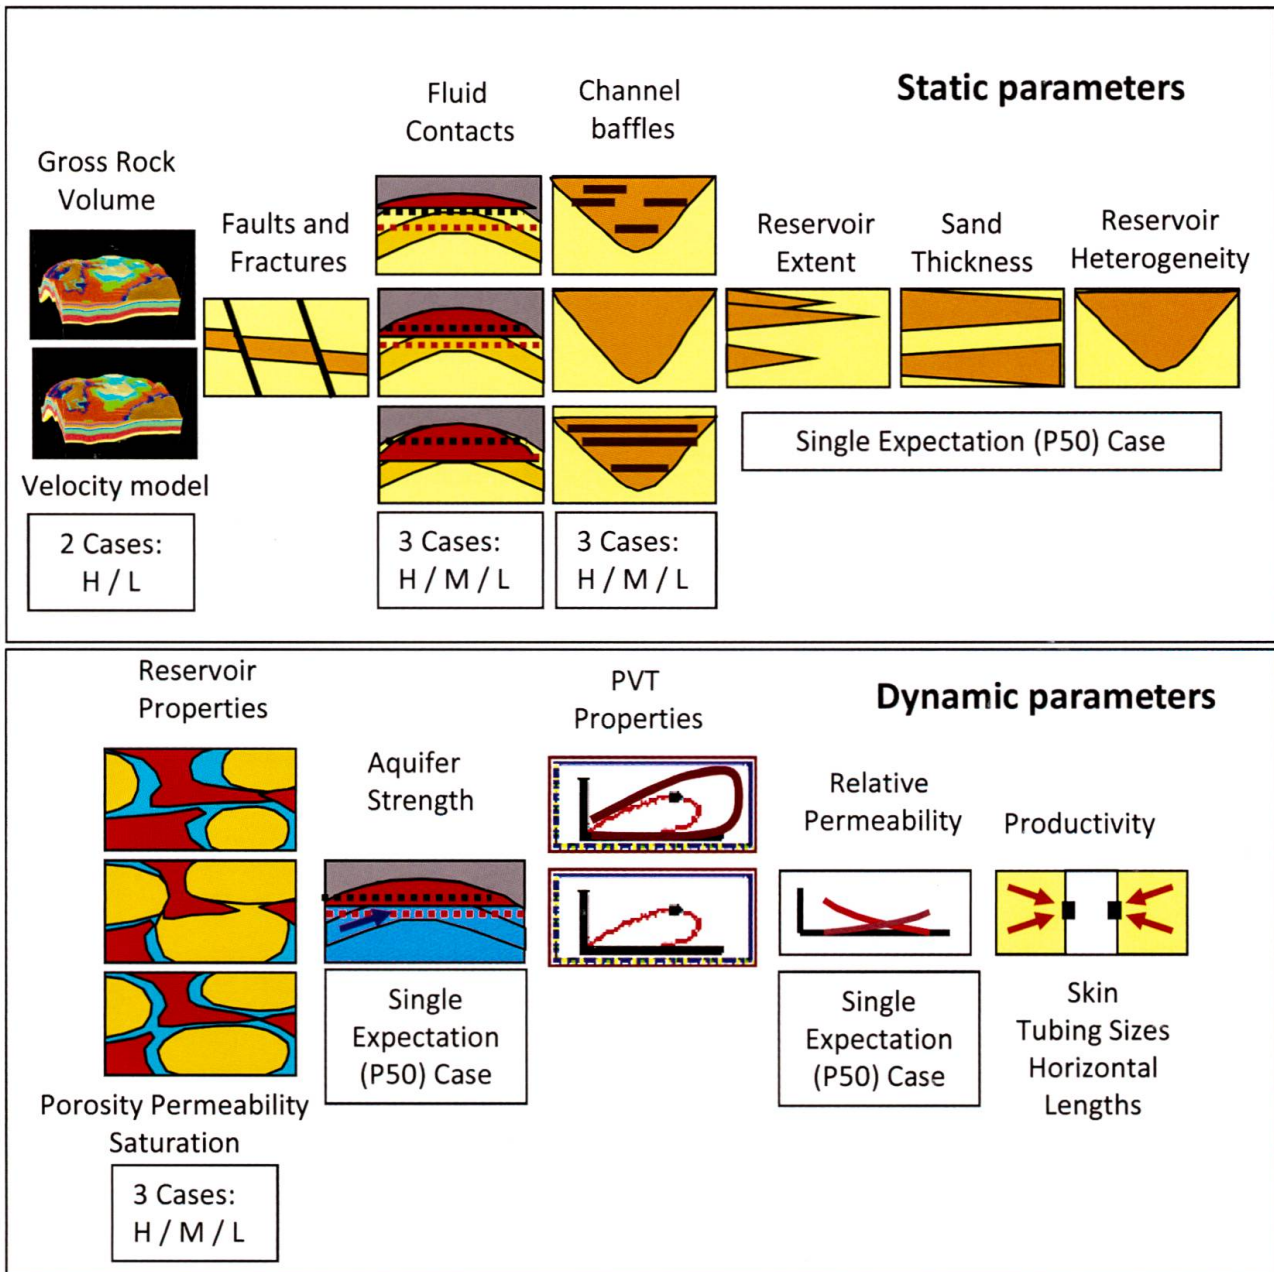 Static parameters
Fluid
Contacts
Channel
baffles
Gross Rock
Volume
Faults and
Fractures
Reservoir
Extent
Sand
Thickness
Reservoir
Heterogeneity
Single Expectation (P50) Case
Velocity model
2 Cases:
H / L
3 Cases:
H / M / L
3 Cases:
H / M / L
Dynamic parameters
Reservoir
Properties
Aquifer
Strength
PVT
Properties
Relative
Permeability
Productivity
Single
Expectation
(P50) Case
Single
Expectation
(P50) Case
Skin
Tubing Sizes
Horizontal
Lengths
Porosity Permeability
Saturation
3 Cases:
H / M / L